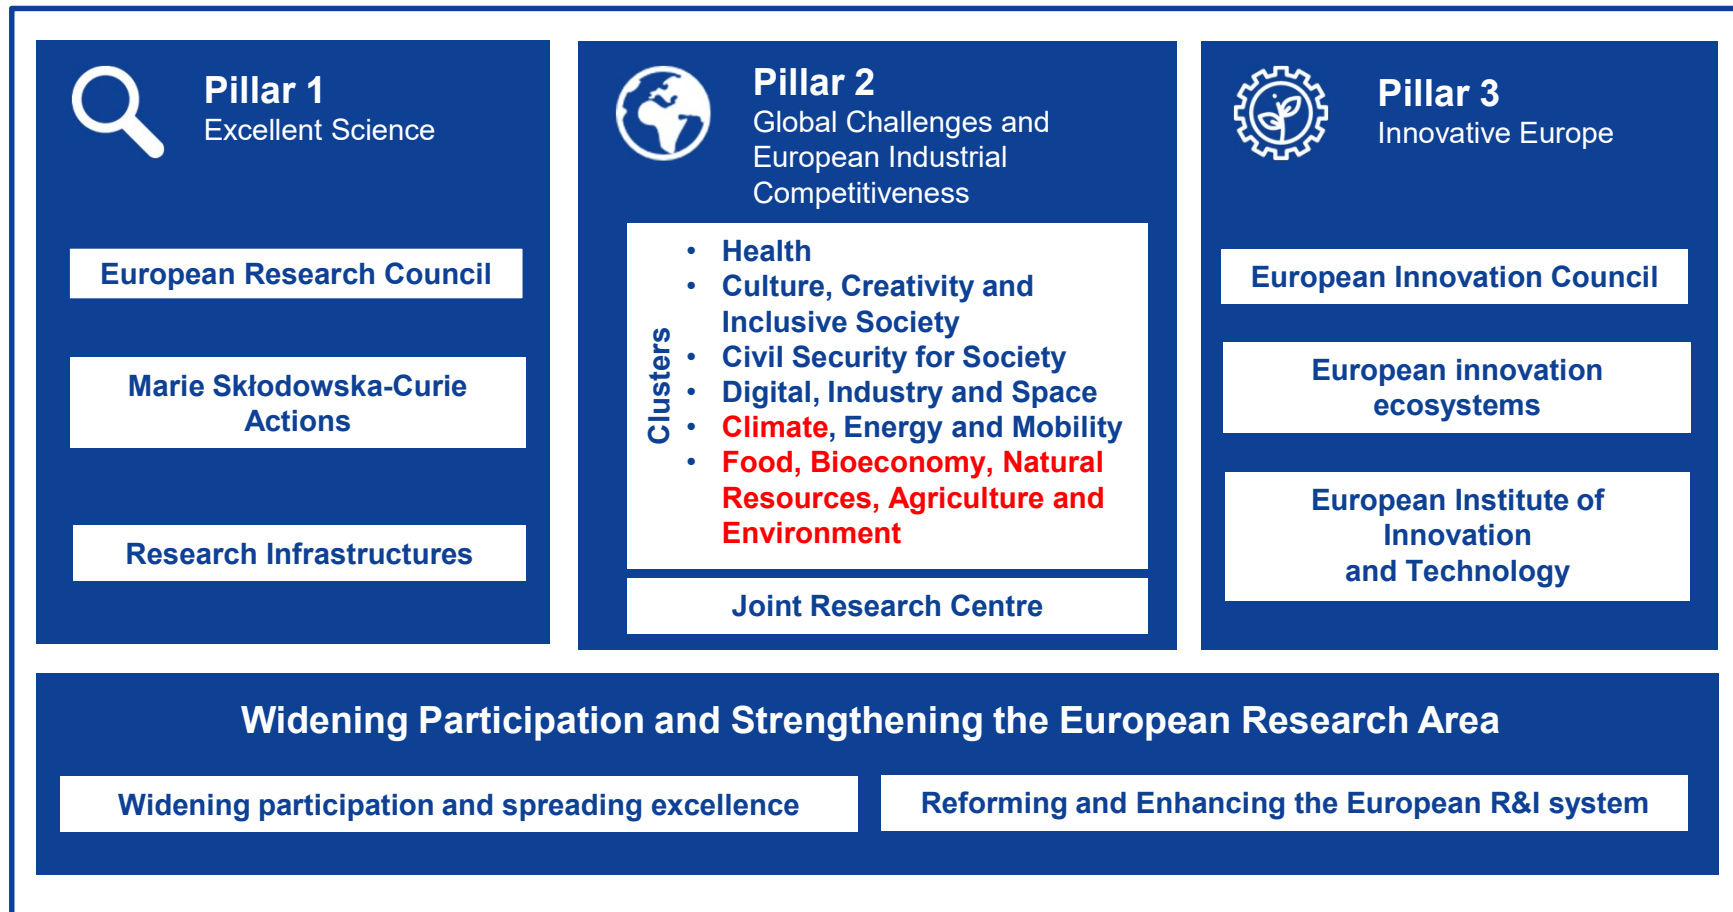 Pillar 1
Excellent Science
European Research Council
Marie Skłodowska-Curie
Actions
Research Infrastructures
Pillar 2
Global Challenges and
European Industrial
Competitiveness
Clusters
• Health
• Culture, Creativity and
Inclusive Society
• Civil Security for Society
• Digital, Industry and Space
• Climate, Energy and Mobility
• Food, Bioeconomy, Natural
Resources, Agriculture and
Environment
Joint Research Centre
Pillar 3
Innovative Europe
European Innovation Council
European innovation
ecosystems
European Institute of
Innovation
and Technology
Widening Participation and Strengthening the European Research Area
Widening participation and spreading excellence
Reforming and Enhancing the European R&I system